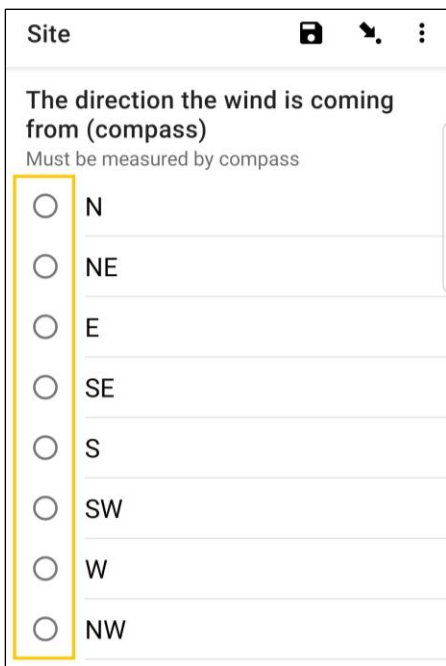 Site
The direction the wind is coming
from (compass)
Must be measured by compass
N
NE
E
SE
S
SW
W
NW